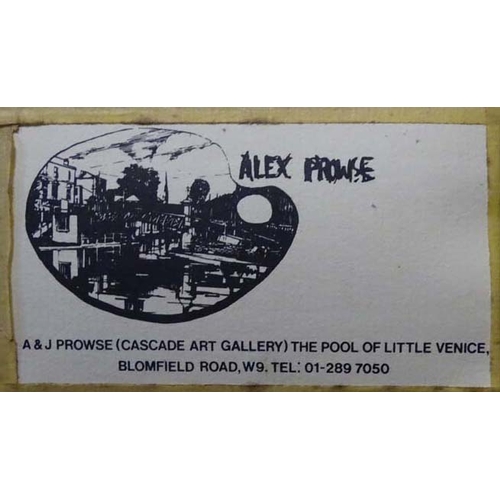 ALEX PROWSE
A & J PROWSE (CASCADE ART GALLERY) THE POOL OF LITTLE VENICE,
BLOMFIELD ROAD, W9. TEL: 01-289 7050